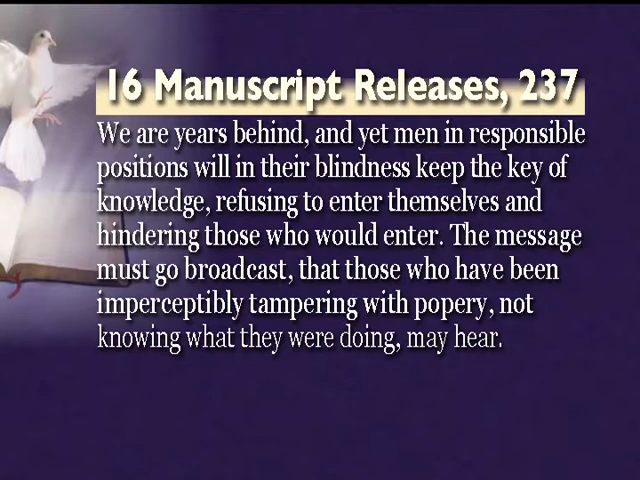 16 Manuscript Releases, 237
We are years behind, and yet men in responsible
positions will in their blindness keep the key of
knowledge, refusing to enter themselves and
hindering those who would enter. The message
must go broadcast, that those who have been
imperceptibly tampering with popery, not
knowing what they were doing, may hear.